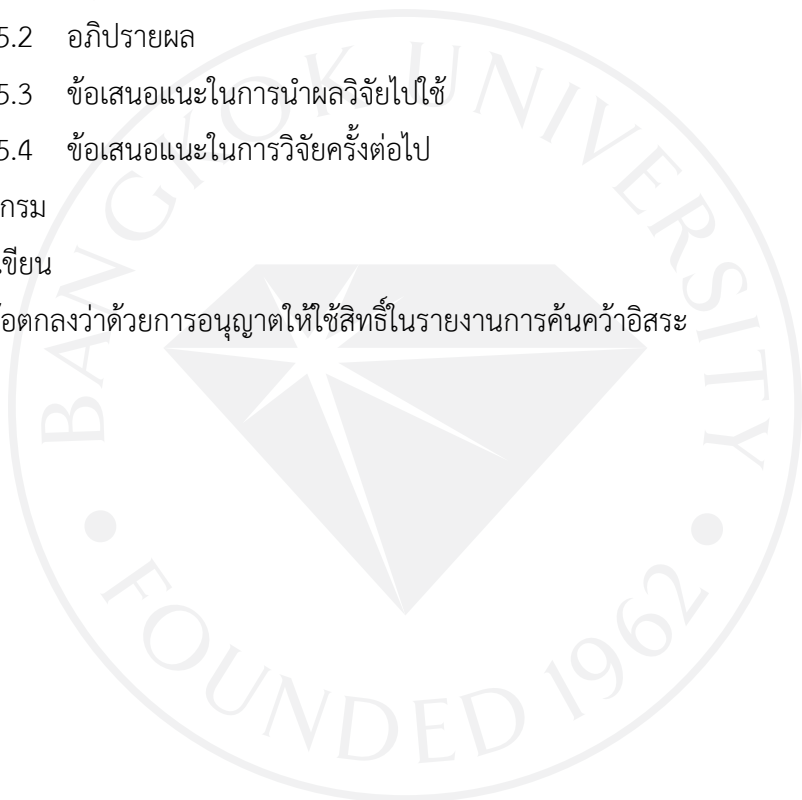 5.2 อภิปรายผล
5.3 ข้อเสนอแนะในการนำผลวิจัยไปใช้
5.4 ข้อเสนอแนะในการวิจัยครั้งต่อไป
กรม
เขียน
อตกลงว่าด้วยการอนุญาตให้ใช้สิทธิ์ในรายงานการค้นคว้าอิสระ
BANGKOK UNIVERSITY
FOUNDED 1962